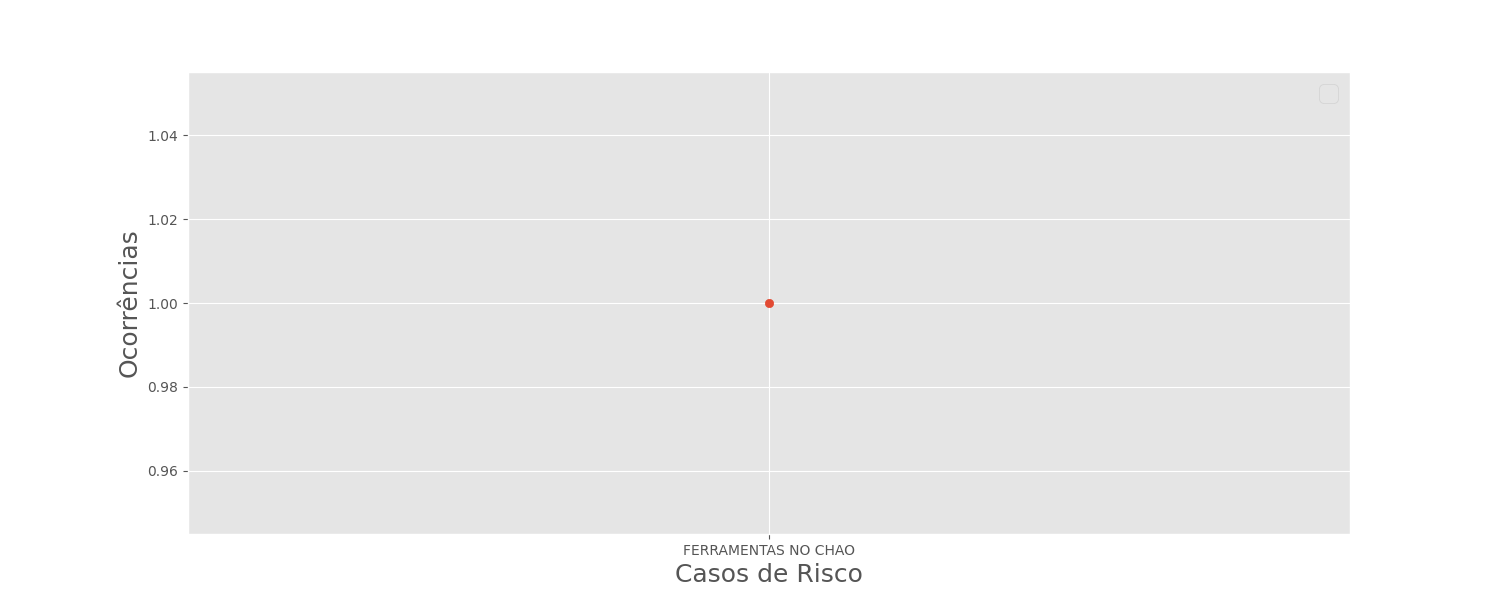 1.04
1.02
1.00
0.98
0.96
Ocorrências
FERRAMENTAS NO CHAO
Casos de Risco